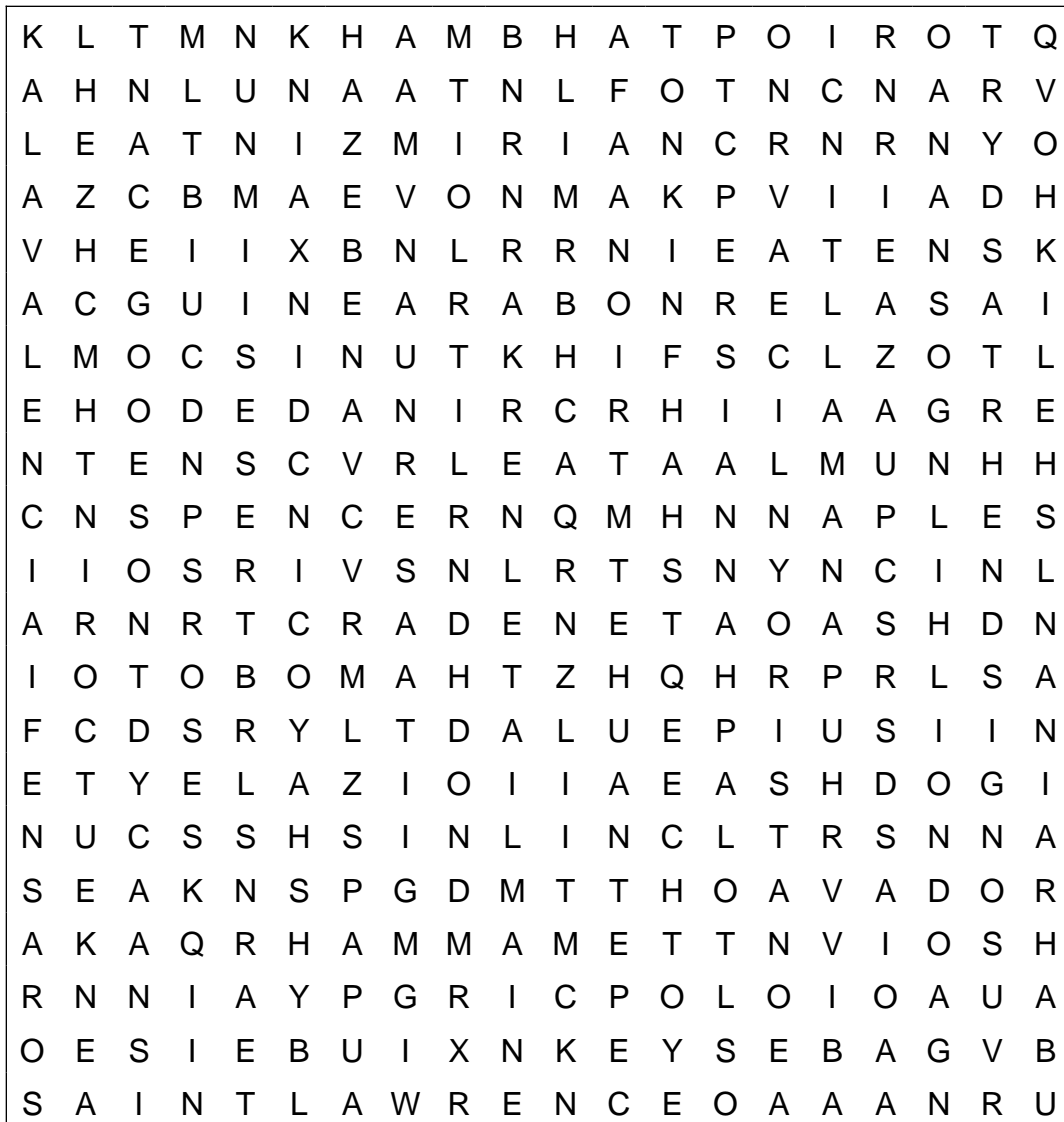 K L T M N K H A M B H A T P O I R O T Q
A H N L U N A A T N L F O T N C N A R V
L E A T N I Z M I R I A N C R N R N Y O
A Z C B M A E V O N M A K P V I I A D H
V H E I I X B N L R R N I E A T E N S K
A C G U I N E A R A B O N R E L A S A I
L M O C S I N U T K H I F S C L Z O T L
E H O D E D A N I R C R H I I A A G R E
N T E N S C V R L E A T A A L M U N H H
C N S P E N C E R N Q M H N N A P L E S
I I O S R I V S N L R T S N Y N C I N L
A R N R T C R A D E N E T A O A S H D N
I O T O B O M A H T Z H Q H R P R L S A
F C D S R Y L T D A L U E P I U S I I N
E T Y E L A Z I O I I A E A S H D O G I
N U C S S H S I N L I N C L T R S N N A
S E A K N S P G D M T T H O A V A D O R
A K A Q R H A M M A M E T T N V I O S H
R N N I A Y P G R I C P O L O I O A U A
O E S I E B U I X N K E Y S E B A G V B
S A I N T L A W R E N C E O A A A N R U